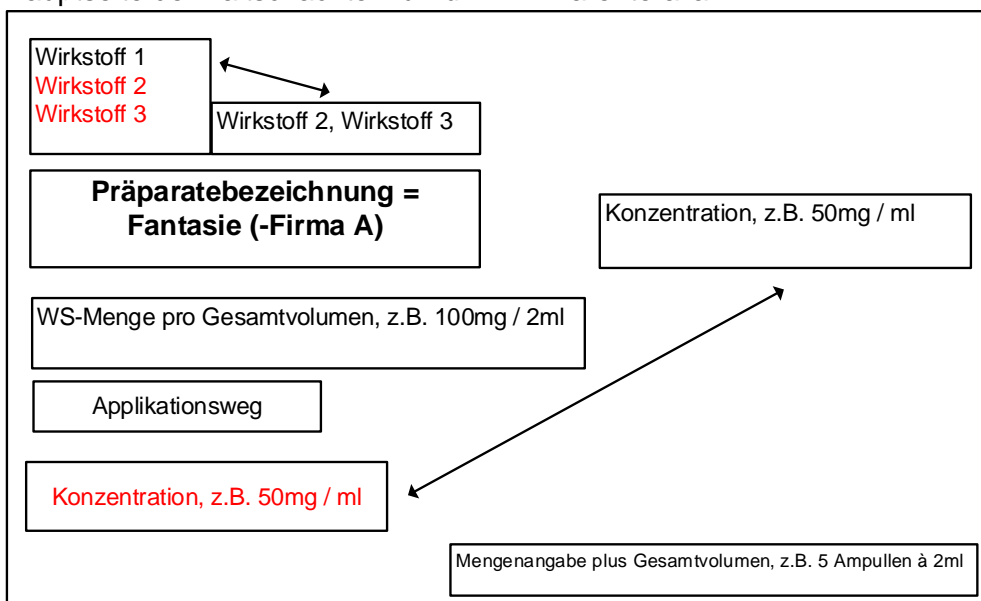 Wirkstoff 1
Wirkstoff 2
Wirkstoff 3
Wirkstoff 2, Wirkstoff 3
Präparatebezeichnung =
Fantasie (-Firma A)
Konzentration, z.B. 50mg / ml
WS-Menge pro Gesamtvolumen, z.B. 100mg / 2ml
Applikationsweg
Konzentration, z.B. 50mg / ml
Mengenangabe plus Gesamtvolumen, z.B. 5 Ampullen à 2ml